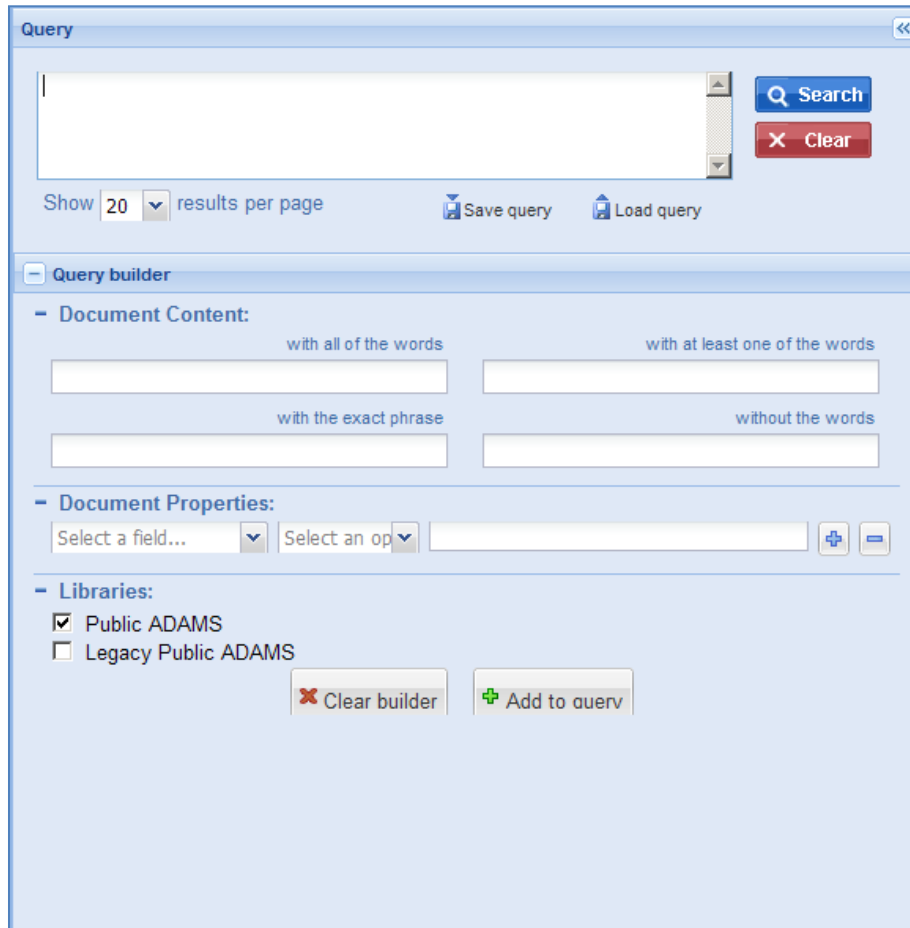 Query
Search
Clear
Show 20 results per page
Save query Load query
Query builder
Document Content:
with all of the words with at least one of the words
with the exact phrase without the words
Document Properties:
Select a field... Select an op
Libraries:
Public ADAMS
Legacy Public ADAMS
Clear builder Add to query